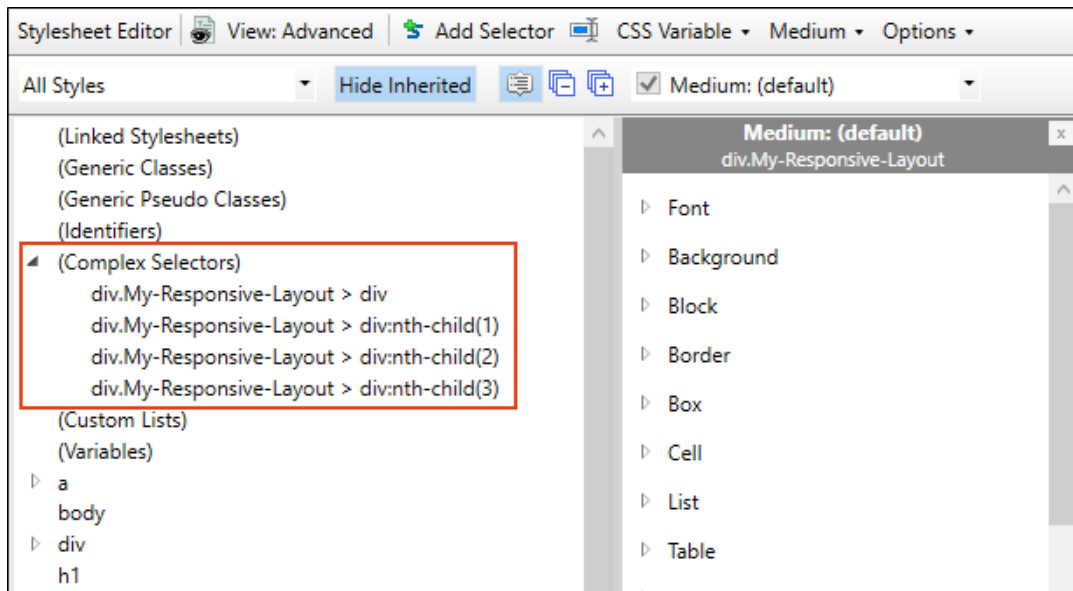 Stylesheet Editor View: Advanced Add Selector CSS Variable Medium Options
All Styles Hide Inherited Medium: (default)
(Linked Stylesheets)
(Generic Classes)
(Generic Pseudo Classes)
(Identifiers)
(Complex Selectors)
div.My-Responsive-Layout > div
div.My-Responsive-Layout > div:nth-child(1)
div.My-Responsive-Layout > div:nth-child(2)
div.My-Responsive-Layout > div:nth-child(3)
(Custom Lists)
(Variables)
a
body
div
h1
Medium: (default)
x
div.My-Responsive-Layout
Font
Background
Block
Border
Box
Cell
List
Table